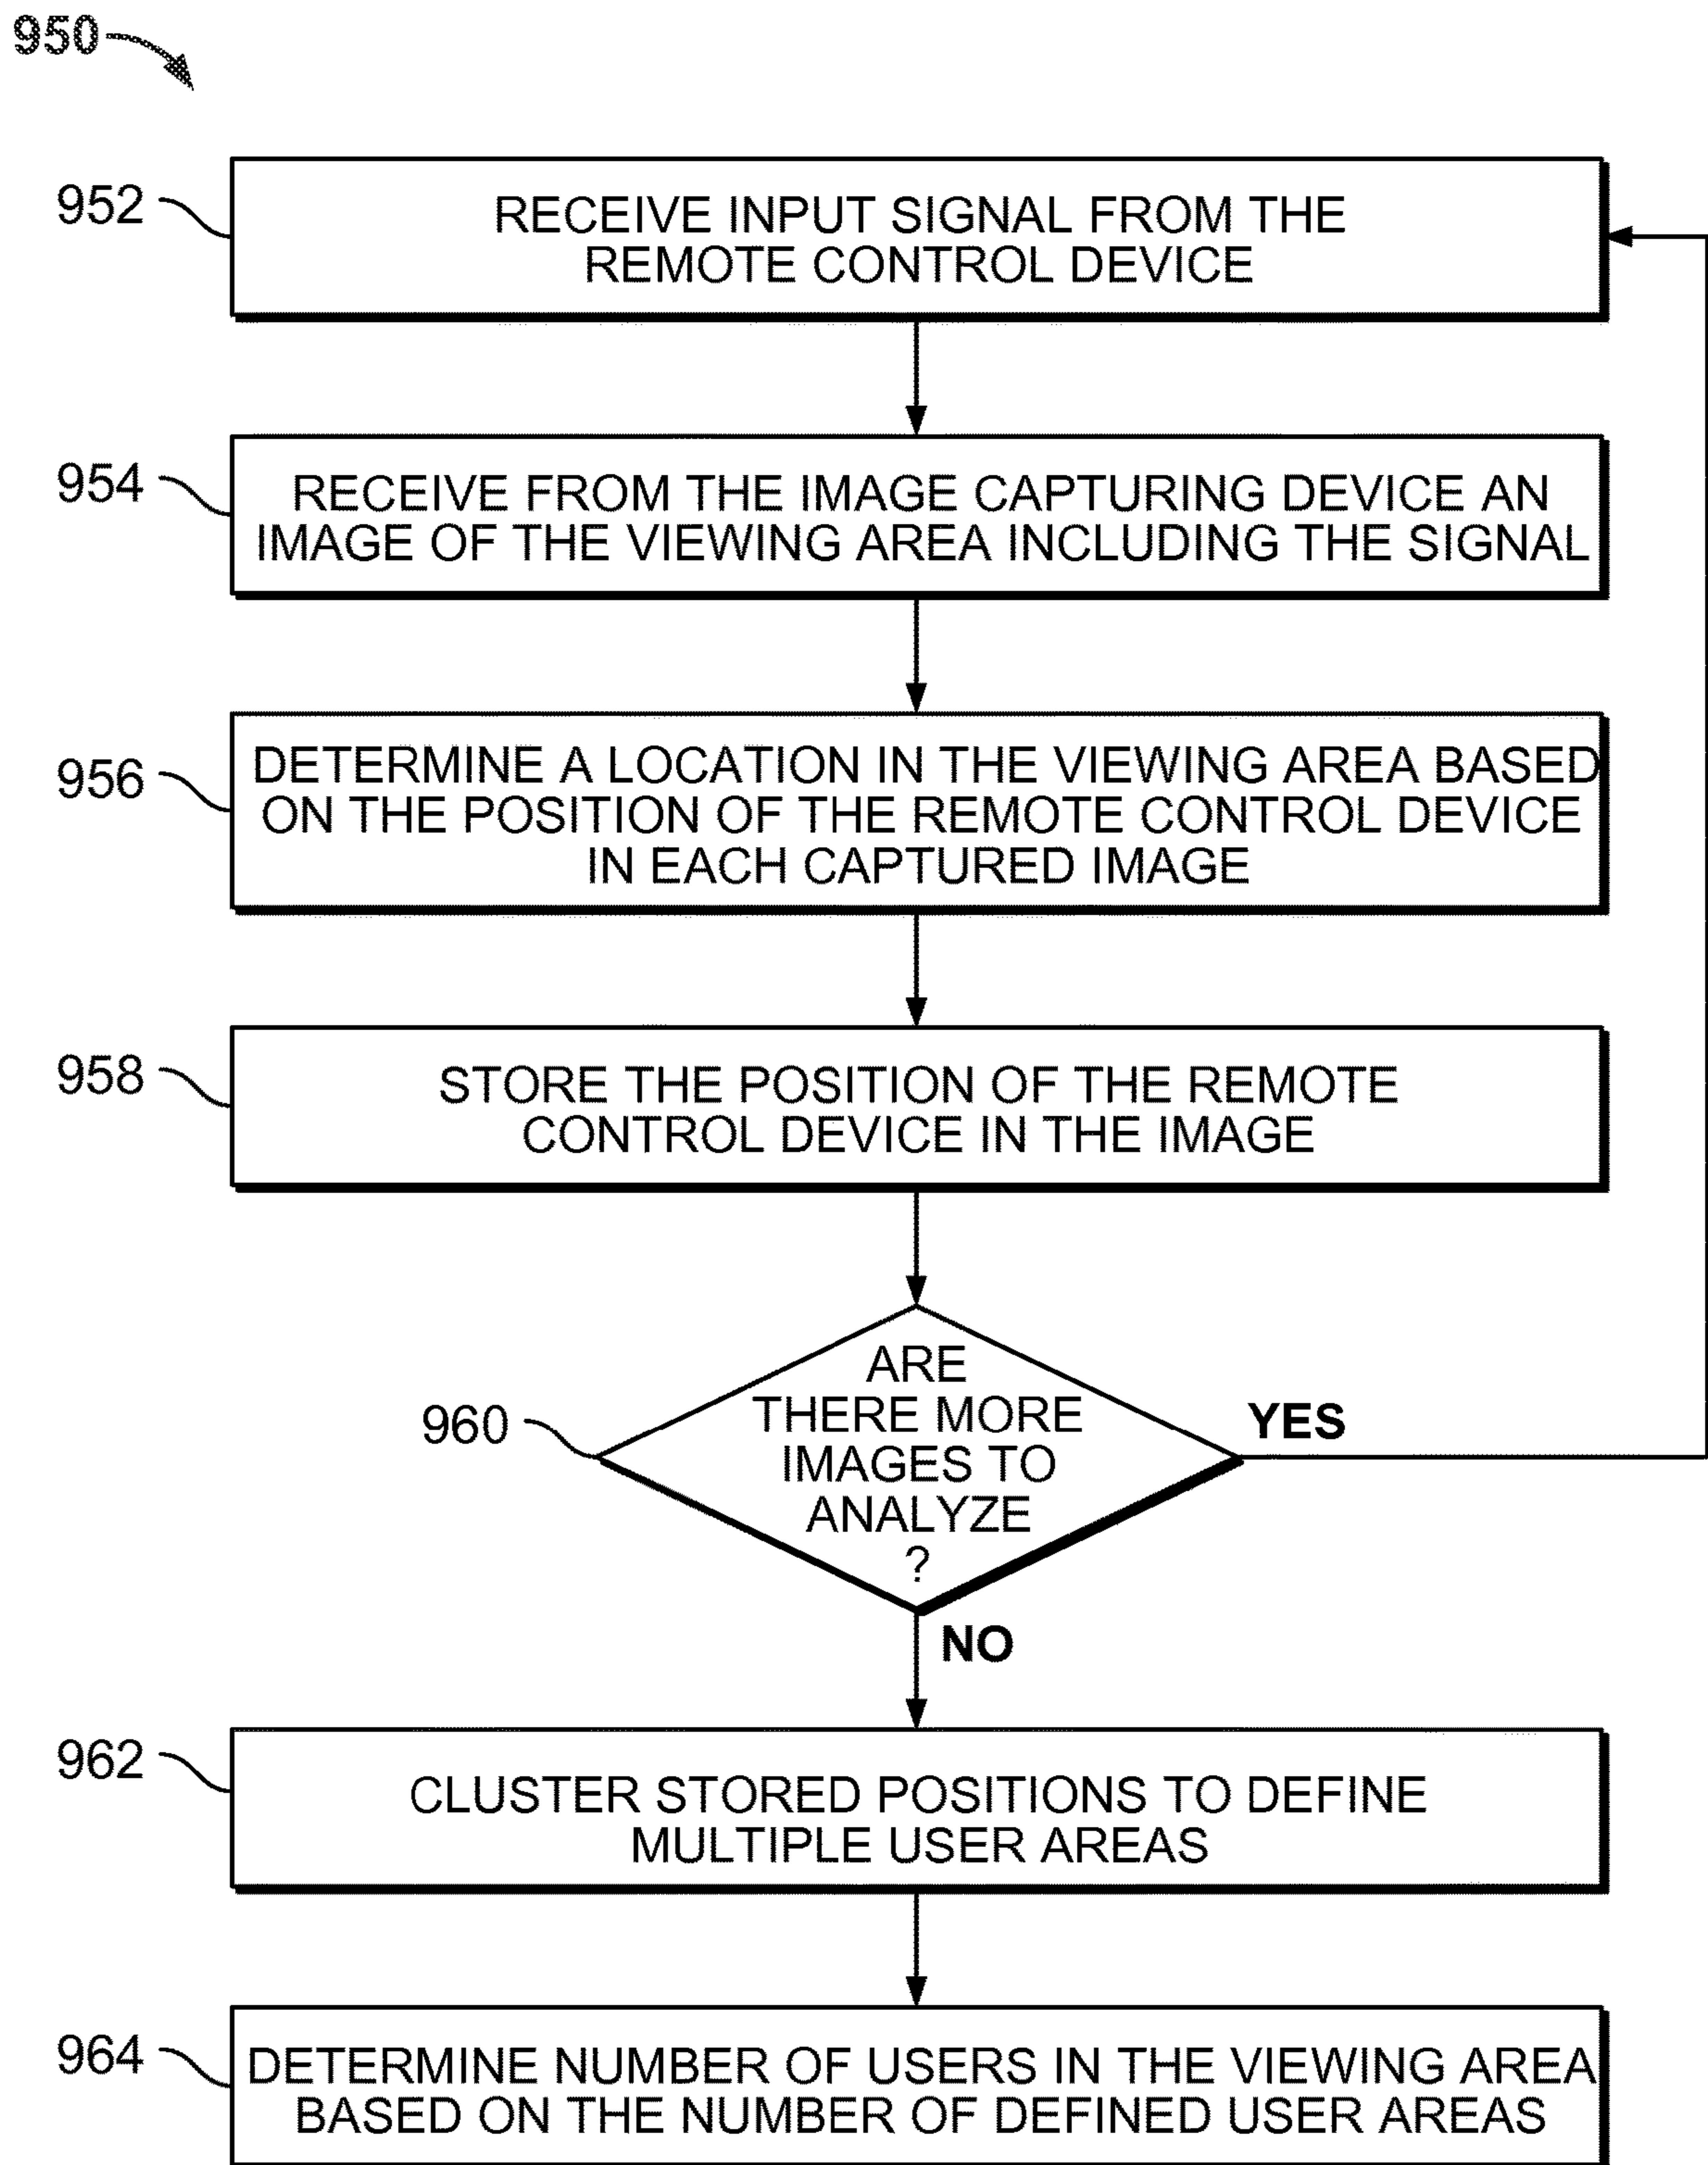 950
952
RECEIVE INPUT SIGNAL FROM THE
REMOTE CONTROL DEVICE
954
RECEIVE FROM THE IMAGE CAPTURING DEVICE AN
IMAGE OF THE VIEWING AREA INCLUDING THE SIGNAL
956
DETERMINE A LOCATION IN THE VIEWING AREA BASED
ON THE POSITION OF THE REMOTE CONTROL DEVICE
IN EACH CAPTURED IMAGE
958
STORE THE POSITION OF THE REMOTE
CONTROL DEVICE IN THE IMAGE
960
ARE
THERE MORE
IMAGES TO
ANALYZE
?
YES
NO
962
CLUSTER STORED POSITIONS TO DEFINE
MULTIPLE USER AREAS
964
DETERMINE NUMBER OF USERS IN THE VIEWING AREA
BASED ON THE NUMBER OF DEFINED USER AREAS